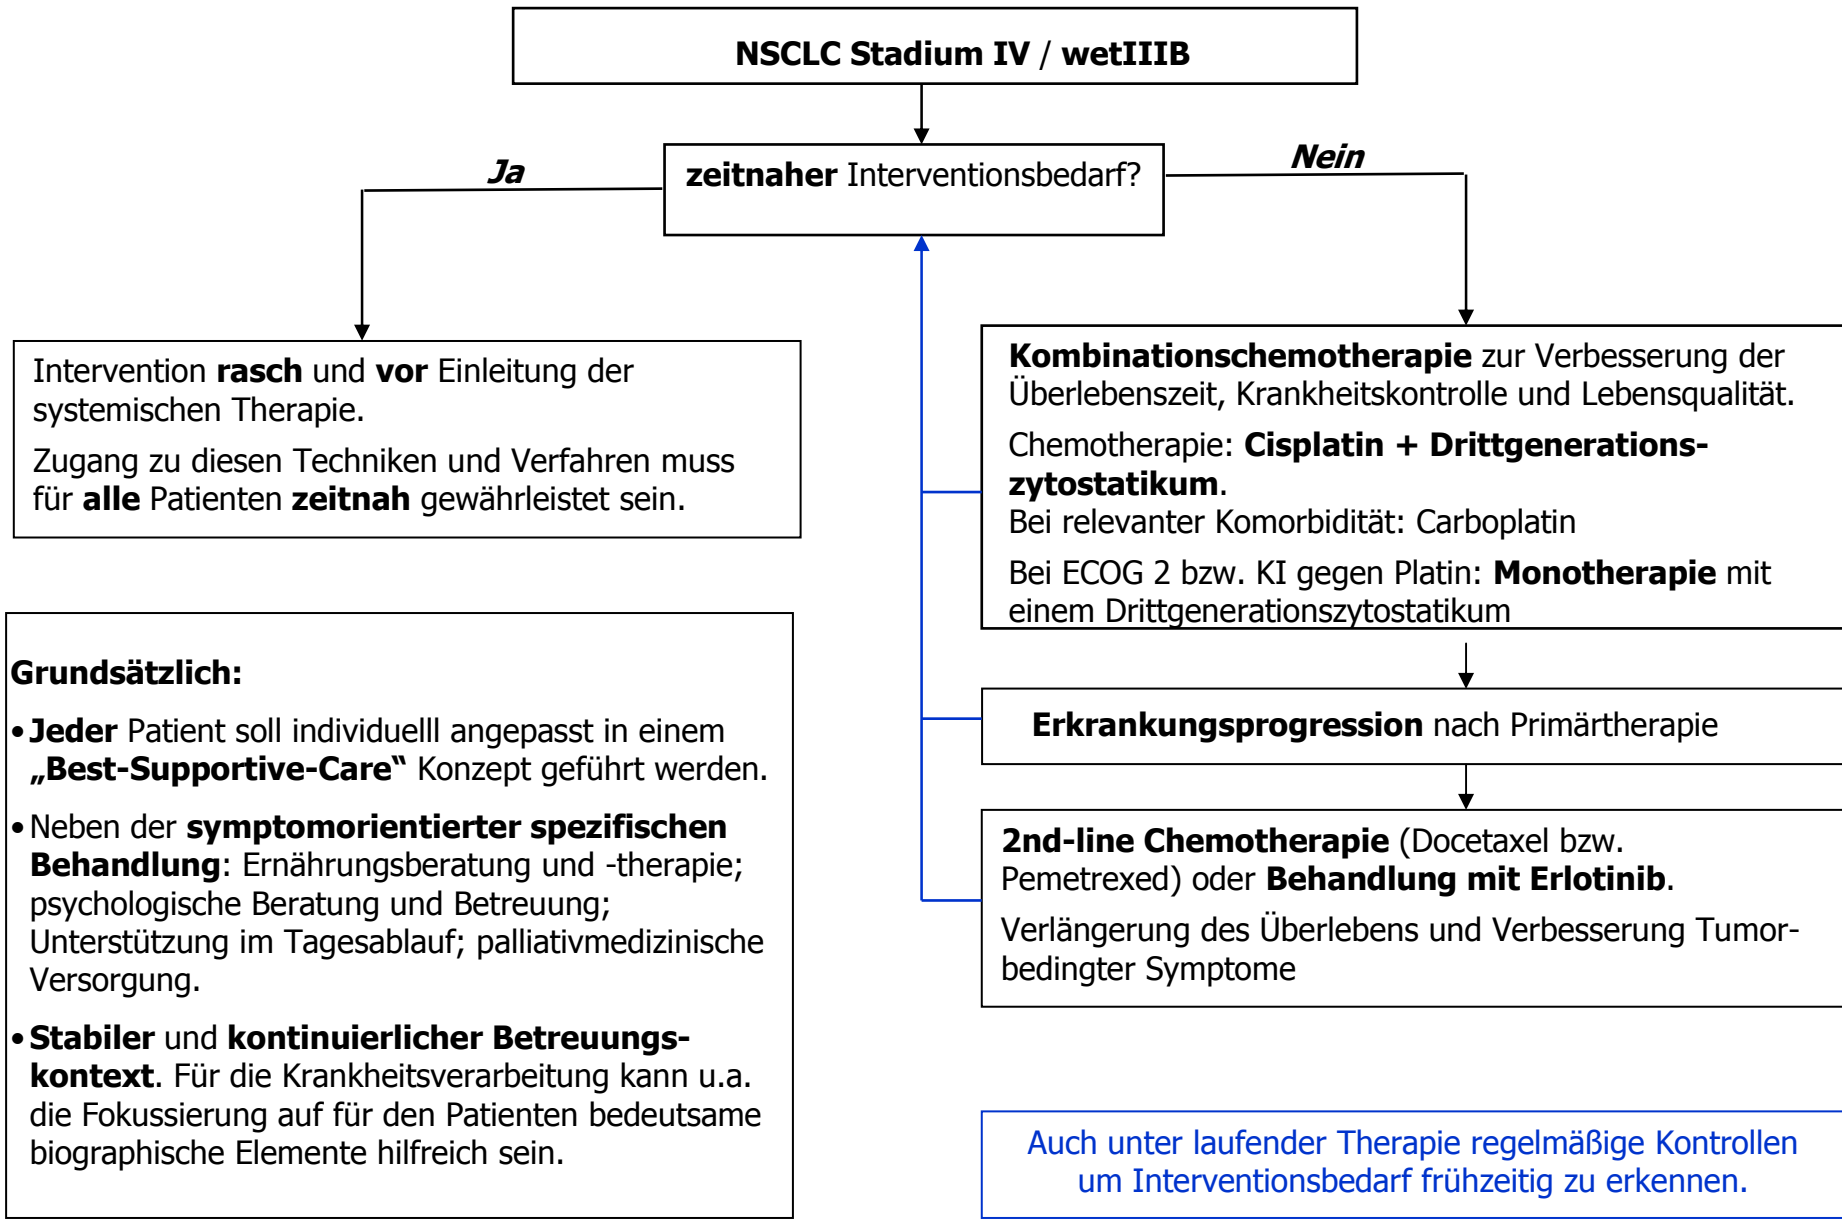 NSCLC Stadium IV / wetIIIB
zeitnaher Interventionsbedarf?
Ja
Nein
Intervention rasch und vor Einleitung der
systemischen Therapie.
Zugang zu diesen Techniken und Verfahren muss
für alle Patienten zeitnah gewährleistet sein.
Kombinationschemotherapie zur Verbesserung der
Überlebenszeit, Krankheitskontrolle und Lebensqualität.
Chemotherapie: Cisplatin + Drittgenerations-
zytostatikum.
Bei relevanter Komorbidität: Carboplatin
Bei ECOG 2 bzw. KI gegen Platin: Monotherapie mit
einem Drittgenerationszytostatikum
Erkrankungsprogression nach Primärtherapie
2nd-line Chemotherapie (Docetaxel bzw.
Pemetrexed) oder Behandlung mit Erlotinib.
Verlängerung des Überlebens und Verbesserung Tumor-
bedingter Symptome
Grundsätzlich:
• Jeder Patient soll individuelll angepasst in einem
„Best-Supportive-Care“ Konzept geführt werden.
• Neben der symptomorientierter spezifischen
Behandlung: Ernährungsberatung und -therapie;
psychologische Beratung und Betreuung;
Unterstützung im Tagesablauf; palliativmedizinische
Versorgung.
• Stabiler und kontinuierlicher Betreuungs-
kontext. Für die Krankheitsverarbeitung kann u.a.
die Fokussierung auf für den Patienten bedeutsame
biographische Elemente hilfreich sein.
Auch unter laufender Therapie regelmäßige Kontrollen
um Interventionsbedarf frühzeitig zu erkennen.